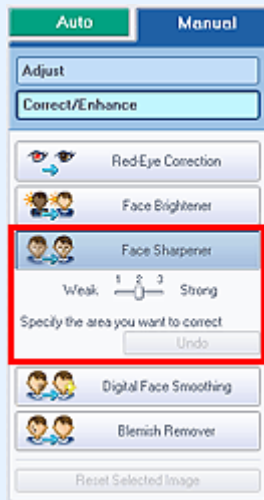 Auto Manual
Adjust
Correct/Enhance
Red-Eye Correction
Face Brightener
Face Sharpener
1 2 3
Weak Strong
Specify the area you want to correct
Undo
Digital Face Smoothing
Blemish Remover
Reset Selected Image